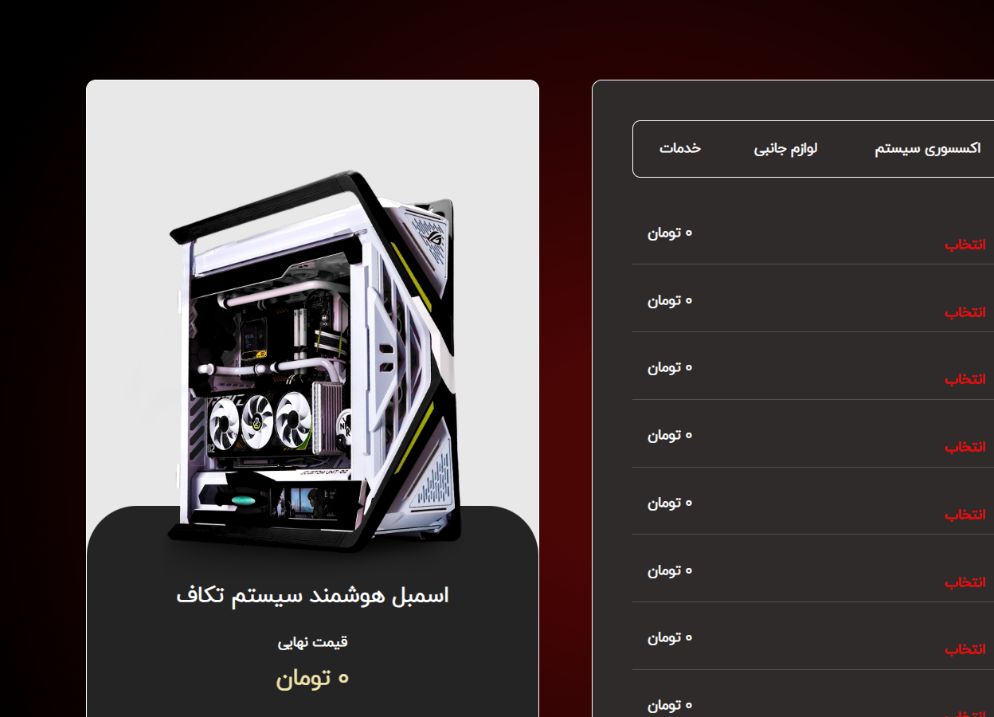 اکسسوری سیستم لوازم جانبی خدمات
انتخاب ۰ تومان
انتخاب ۰ تومان
انتخاب ۰ تومان
انتخاب ۰ تومان
انتخاب ۰ تومان
انتخاب ۰ تومان
انتخاب ۰ تومان
انتخاب ۰ تومان
اسمبل هوشمند سیستم تکاف
قیمت نهایی
۰ تومان